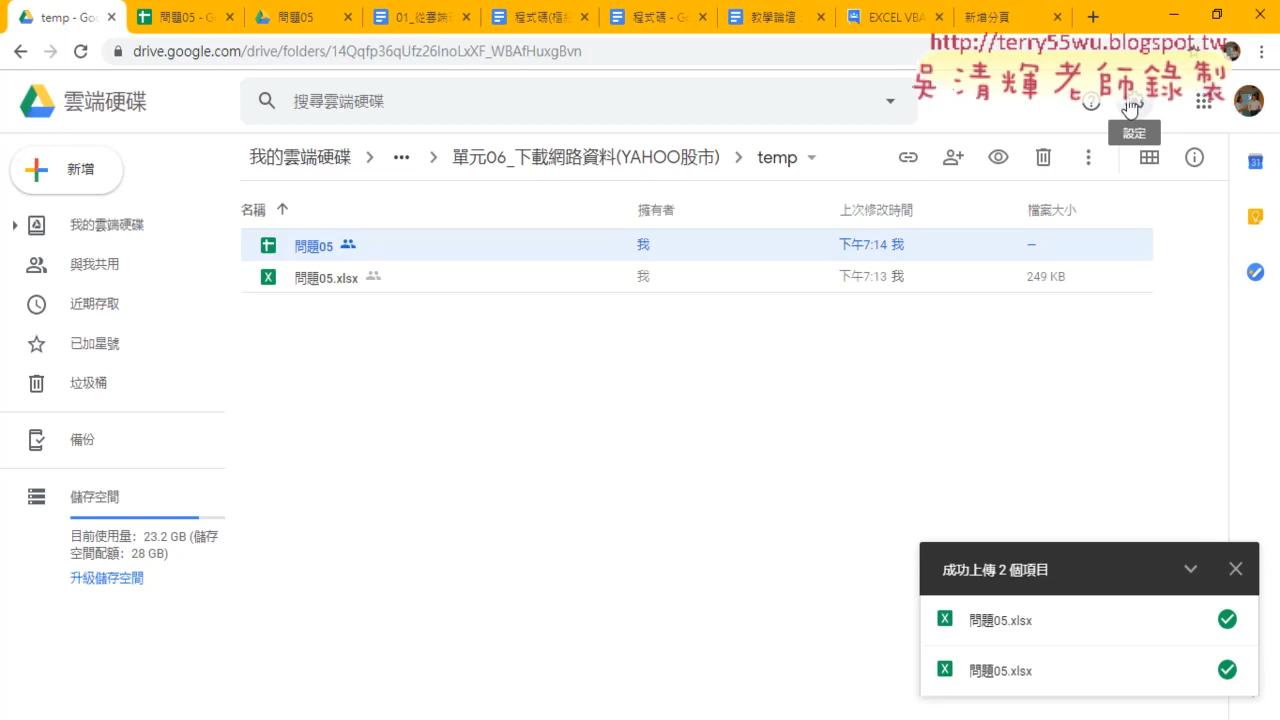 temp - Goo
問題05 - G
問題05
01_從雲端
程式碼(樞紐
程式碼 - Go
教學論壇
EXCEL VBA
新增分頁
drive.google.com/drive/folders/14Qqfp36qUfz26InoLxXF_WBAfHuxgBvn
http://terry55wu.blogspot.tw
吳清輝老師錄製
雲端硬碟
搜尋雲端硬碟
設定
新增
我的雲端硬碟 > ••• > 單元06_下載網路資料(YAHOO股市) > temp
名稱 ↑ 擁有者 上次修改時間 檔案大小
問題05 我 下午7:14 我 –
問題05.xlsx 我 下午7:13 我 249 KB
我的雲端硬碟
與我共用
近期存取
已加星號
垃圾桶
備份
儲存空間
目前使用量：23.2 GB (儲存
空間配額：28 GB)
升級儲存空間
31
成功上傳 2 個項目
問題05.xlsx
問題05.xlsx